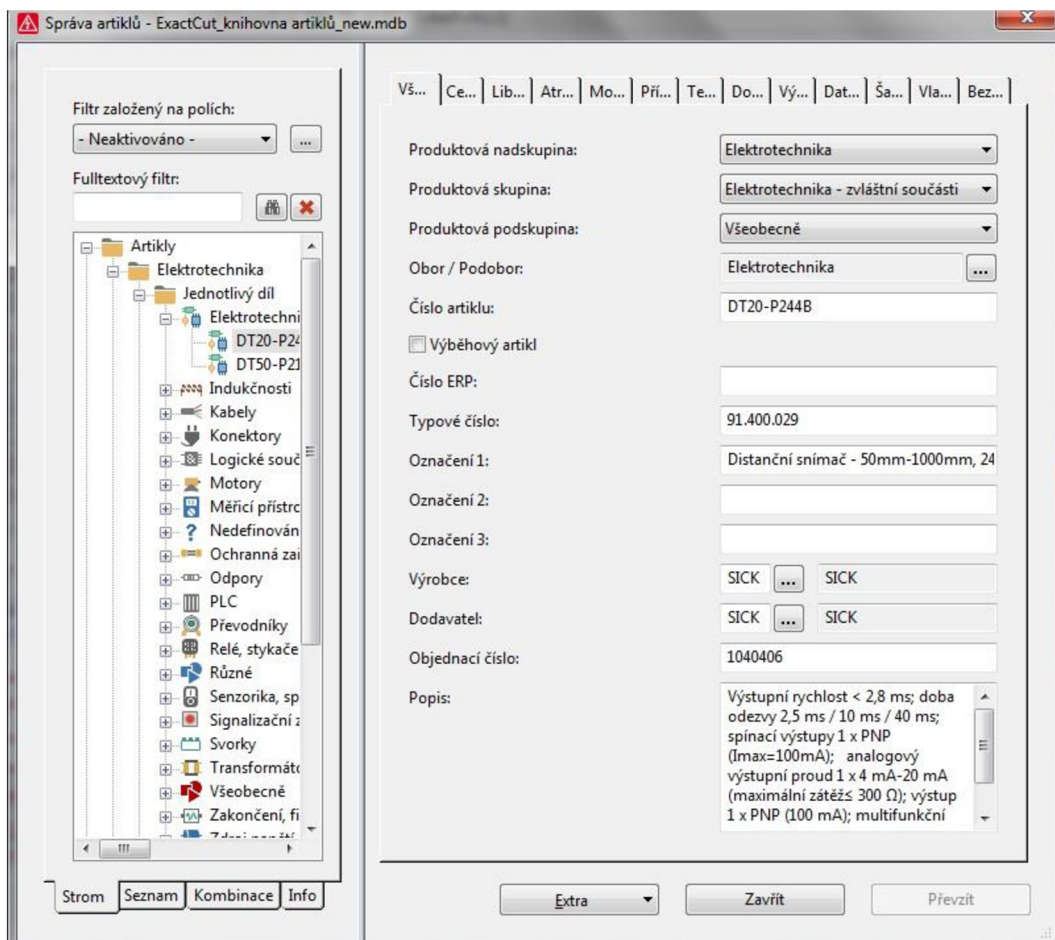 Správa artiklů - ExactCut_knihovna artiklů_new.mdb
Filtr založený na polích:
- Neaktivováno -
...
Fulltextový filtr:
Artikly
Elektrotechnika
Jednotlivý díl
Elektrotechni
DT20-P24
DT50-P21
Indukčnosti
Kabely
Konektory
Logické souč
Motory
Měřicí přístro
Nedefinován
Ochranná zai
Odpory
PLC
Převodníky
Relé, stykače
Různé
Senzorika, sp
Signalizační z
Svorky
Transformáto
Všeobecně
Zakončení, fi
Strom Seznam Kombinace Info
Vš... Ce... Lib... Atr... Mo... Pří... Te... Do... Vý... Dat... Ša... Vla... Bez...
Produktová nadskupina: Elektrotechnika
Produktová skupina: Elektrotechnika - zvláštní součásti
Produktová podskupina: Všeobecně
Obor / Podobor: Elektrotechnika ...
Číslo artiklu: DT20-P244B
Výběhový artikl
Číslo ERP:
Typové číslo: 91.400.029
Označení 1: Distanční snímač - 50mm-1000mm, 24
Označení 2:
Označení 3:
Výrobce: SICK ... SICK
Dodavatel: SICK ... SICK
Objednací číslo: 1040406
Popis: Výstupní rychlost < 2,8 ms; doba
odezvy 2,5 ms / 10 ms / 40 ms;
spínací výstupy 1 x PNP
(Imax=100mA); analogový
výstupní proud 1 x 4 mA-20 mA
(maximální zátěž≤ 300 Ω); výstup
1 x PNP (100 mA); multifunkční
Extra Zavřít Převzít